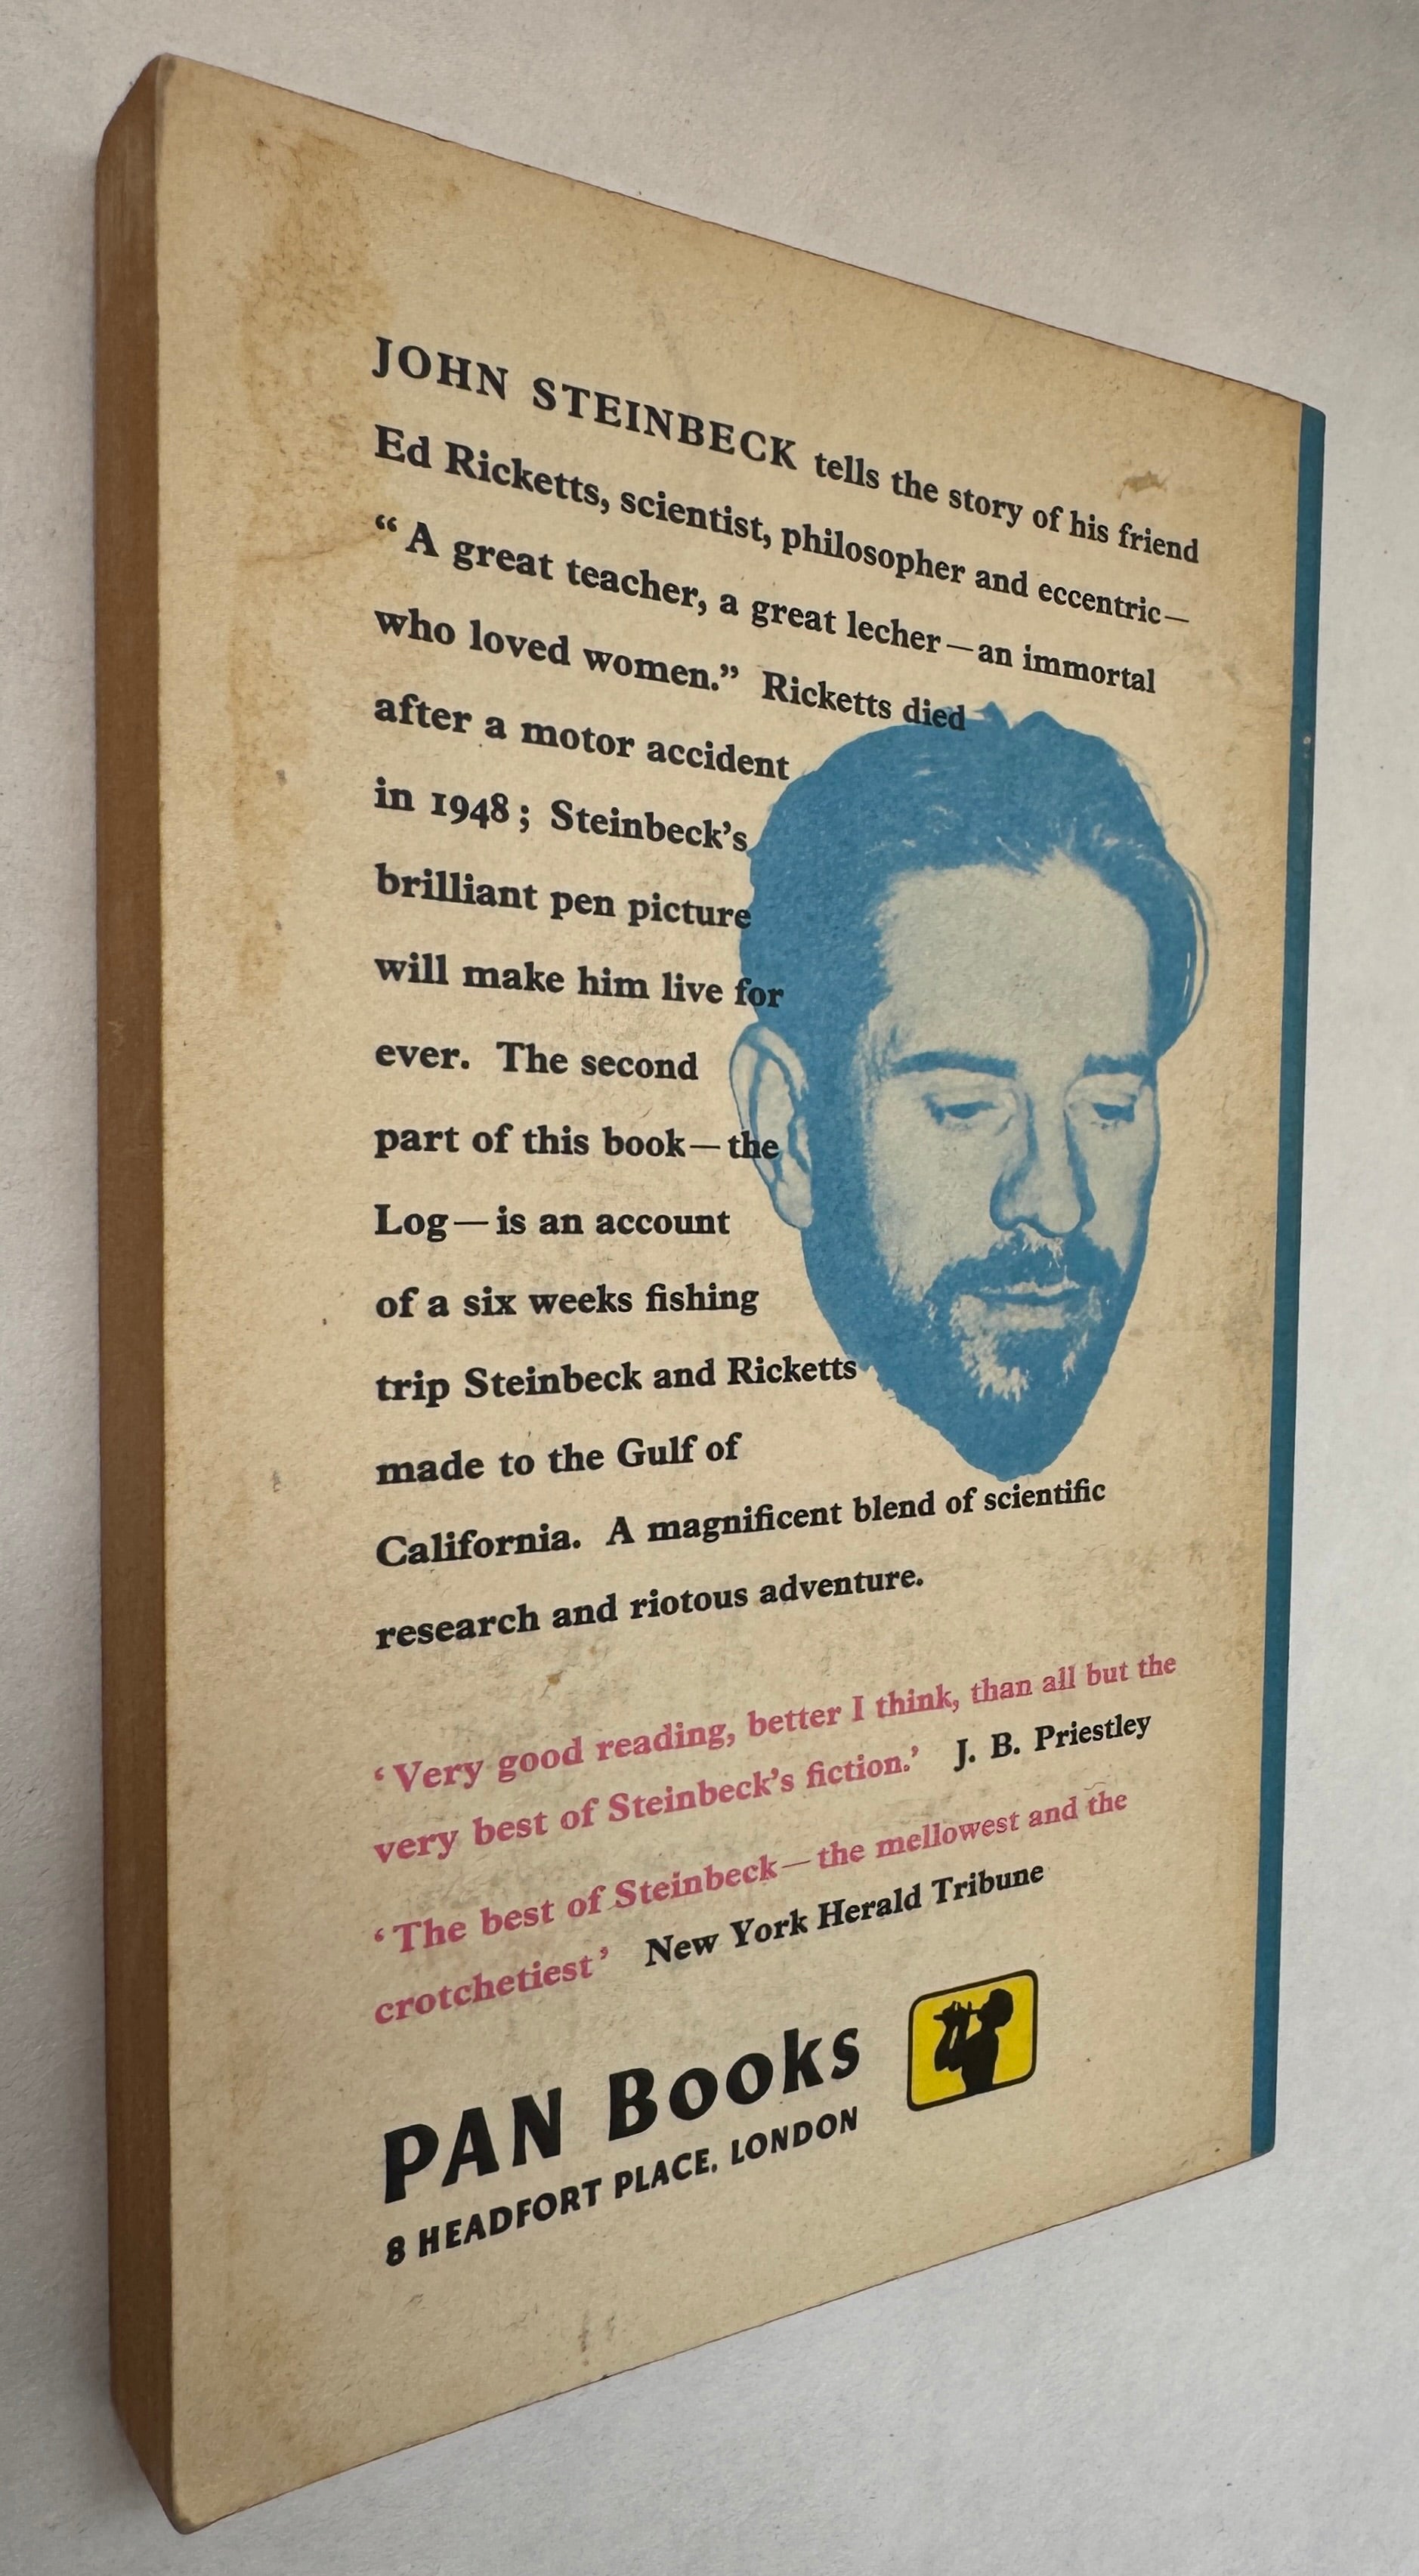 JOHN STEINBECK tells the story of his friend
Ed Ricketts, scientist, philosopher and eccentric—
“A great teacher, a great lecher—an immortal
who loved women.” Ricketts died
after a motor accident
in 1948; Steinbeck’s
brilliant pen picture
will make him live for
ever. The second
part of this book—the
Log—is an account
of a six weeks fishing
trip Steinbeck and Ricketts
made to the Gulf of
California. A magnificent blend of scientific
research and riotous adventure.
‘Very good reading, better I think, than all but the
very best of Steinbeck’s fiction.’ J. B. Priestley
‘The best of Steinbeck—the mellowest and the
crotchetiest’ New York Herald Tribune
PAN Books
8 HEADFORT PLACE, LONDON